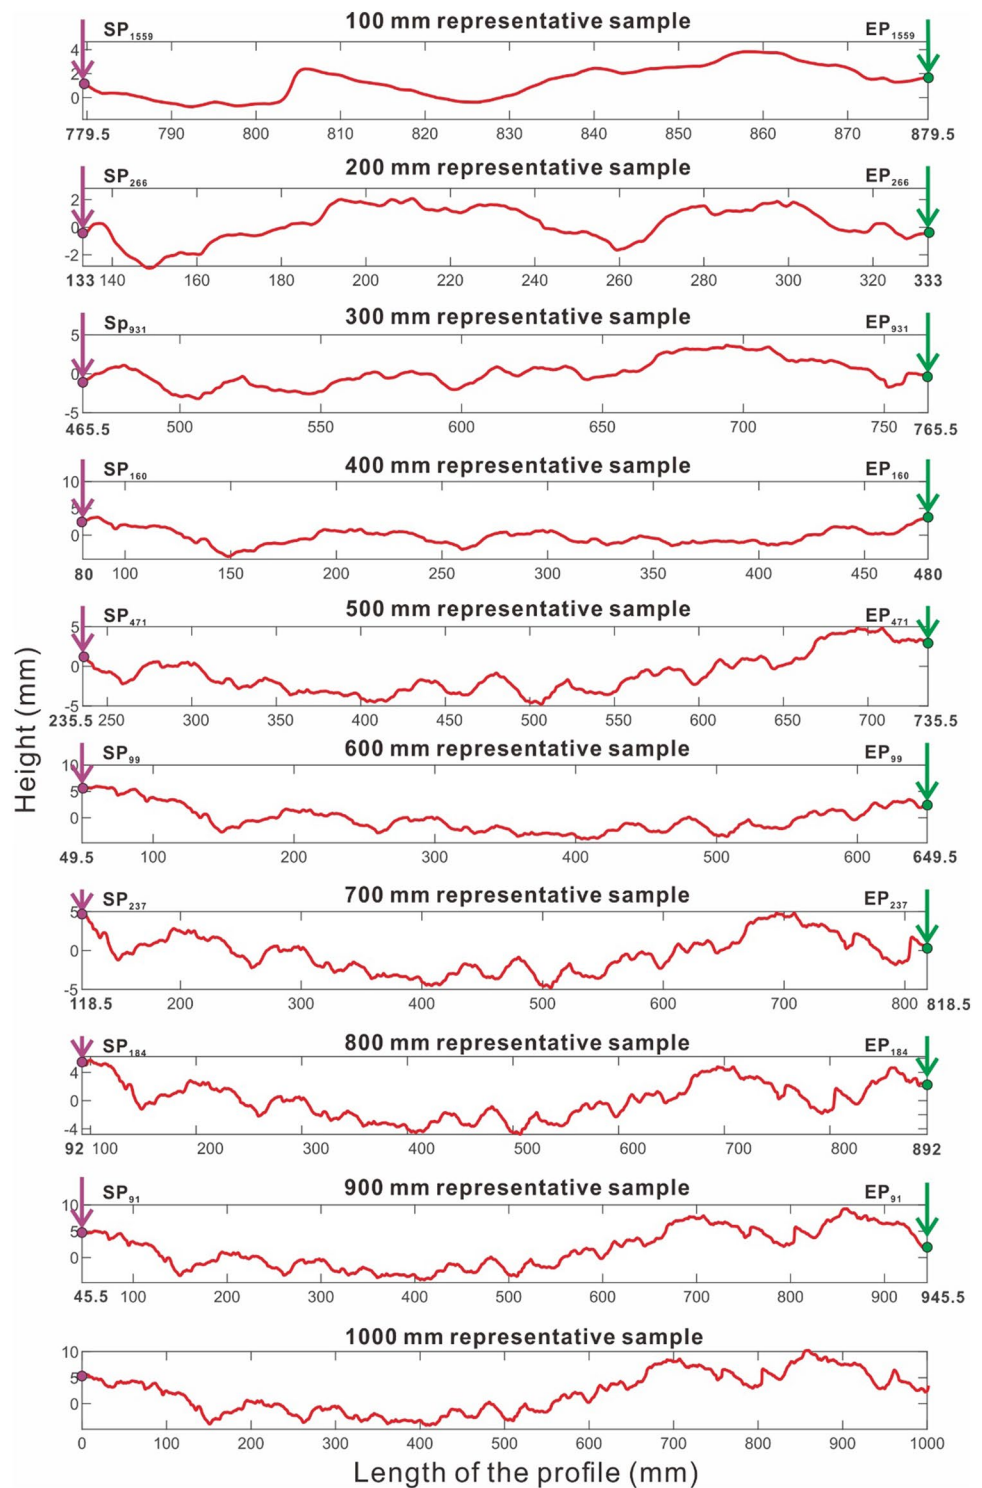 100 mm representative sample
SP1559 EP1559
4
2
0
779.5 790 800 810 820 830 840 850 860 870 879.5
200 mm representative sample
SP266 EP266
2
0
-2
133 140 160 180 200 220 240 260 280 300 320 333
300 mm representative sample
Sp931 EP931
5
0
-5
465.5 500 550 600 650 700 750 765.5
400 mm representative sample
SP160 EP160
10
5
0
80 100 150 200 250 300 350 400 450 480
500 mm representative sample
SP471 EP471
5
0
-5
235.5 250 300 350 400 450 500 550 600 650 700 735.5
Height (mm)
600 mm representative sample
SP99 EP99
10
5
0
49.5 100 200 300 400 500 600 649.5
700 mm representative sample
SP237 EP237
5
0
-5
118.5 200 300 400 500 600 700 800 818.5
800 mm representative sample
SP184 EP184
4
0
-4
92 100 200 300 400 500 600 700 800 892
900 mm representative sample
SP91 EP91
10
5
0
45.5 100 200 300 400 500 600 700 800 900 945.5
1000 mm representative sample
10
5
0
0 100 200 300 400 500 600 700 800 900 1000
Length of the profile (mm)